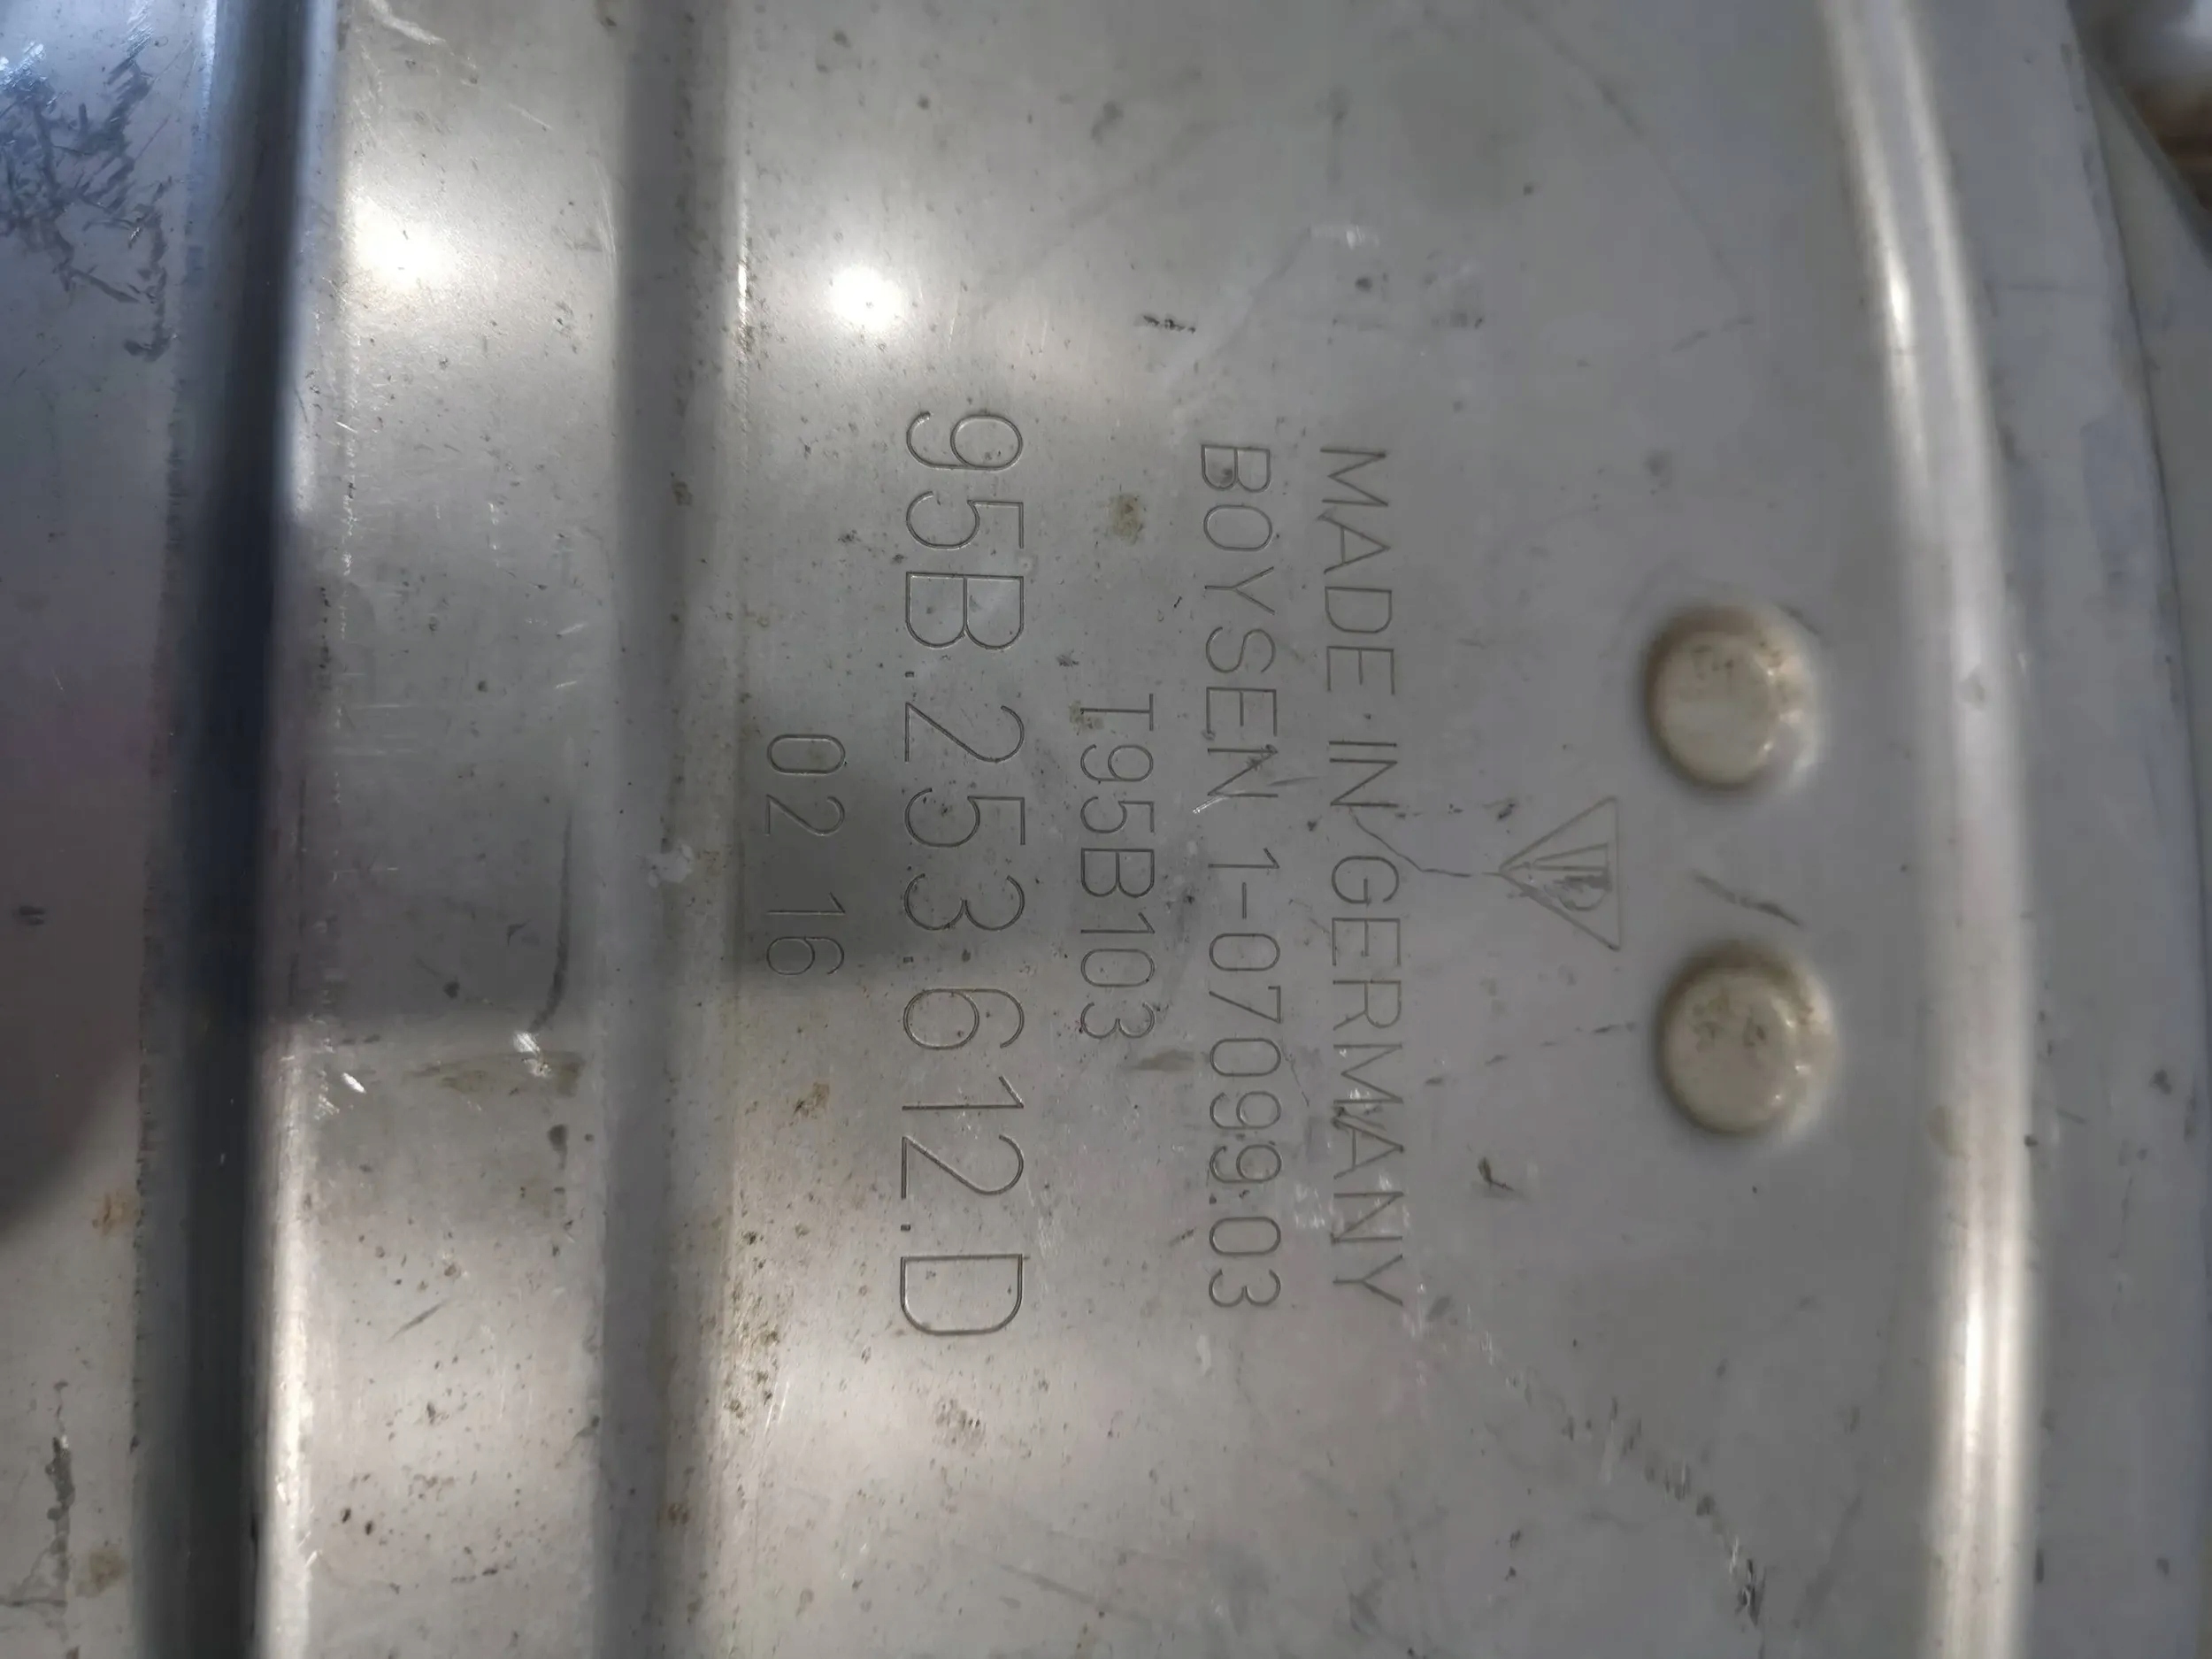 MADE IN GERMANY
BOYSEN 1-07099.03
T95B103
95B.253.612.D
02 16